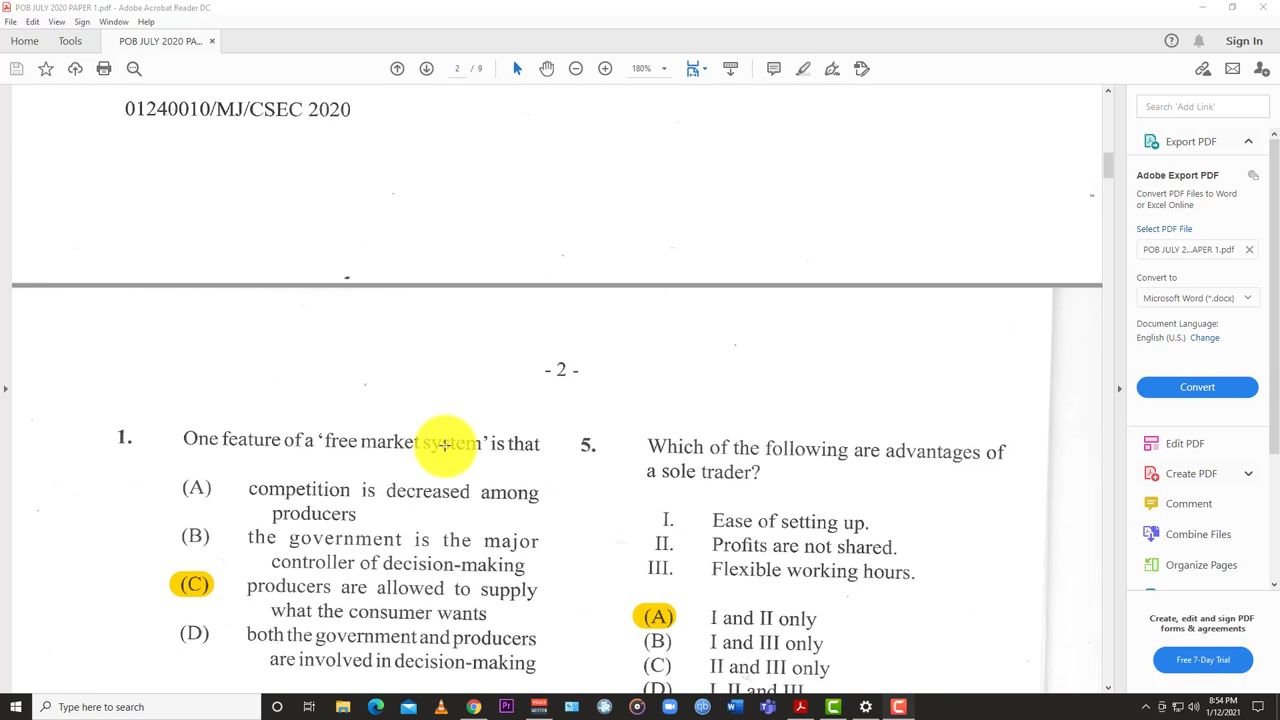 POB JULY 2020 PAPER 1.pdf - Adobe Acrobat Reader DC
File Edit View Sign Window Help
Home Tools POB JULY 2020 PA... × Sign In
2 / 9 180%
01240010/MJ/CSEC 2020
- 2 -
1. One feature of a ‘free market system’ is that
(A) competition is decreased among
producers
(B) the government is the major
controller of decision-making
(C) producers are allowed to supply
what the consumer wants
(D) both the government and producers
are involved in decision-making
5. Which of the following are advantages of
a sole trader?
I. Ease of setting up.
II. Profits are not shared.
III. Flexible working hours.
(A) I and II only
(B) I and III only
(C) II and III only
(D) I, II and III
Search 'Add Link'
Export PDF
Adobe Export PDF
Convert PDF Files to Word
or Excel Online
Select PDF File
POB JULY 2...APER 1.pdf
Convert to
Microsoft Word (*.docx)
Document Language:
English (U.S.) Change
Convert
Edit PDF
Create PDF
Comment
Combine Files
Organize Pages
Create, edit and sign PDF
forms & agreements
Free 7-Day Trial
Type here to search
8:54 PM
1/12/2021